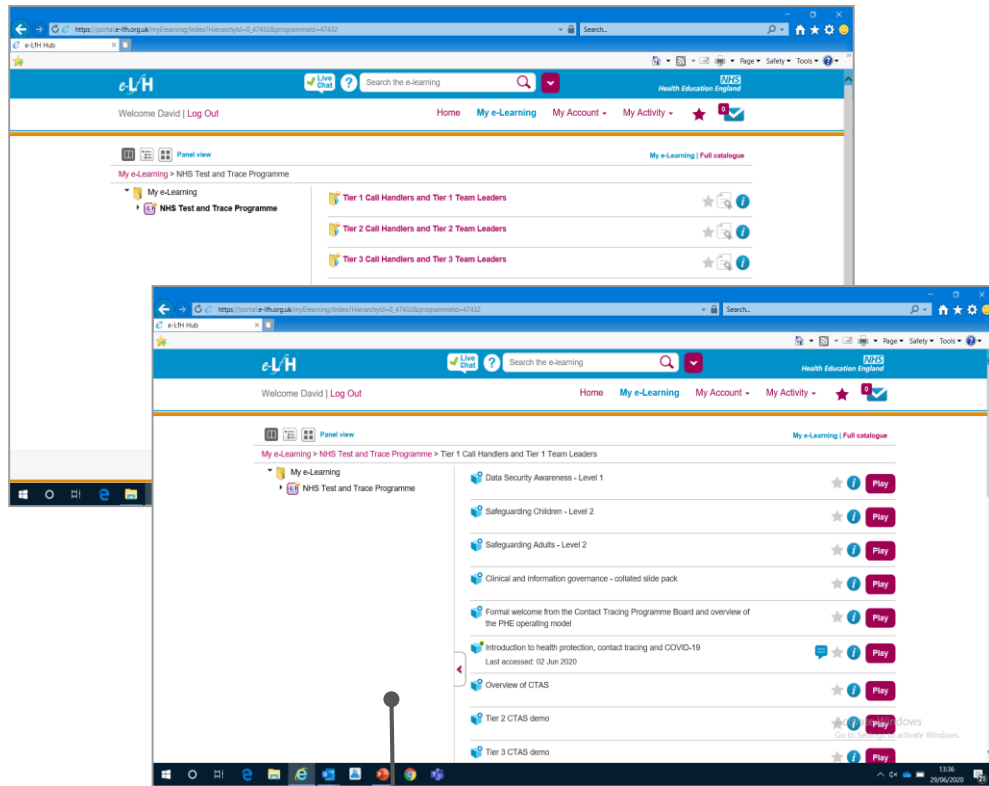 https://portal.e-lfh.org.uk/myElearning/Index?HierarchyId=0_47432&programmeId=47432
Search...
e-LfH Hub
Page Safety Tools
e-LfH
Live Chat
?
Search the e-learning
NHS
Health Education England
Welcome David | Log Out
Home My e-Learning My Account My Activity 0
Panel view
My e-Learning | Full catalogue
My e-Learning > NHS Test and Trace Programme
My e-Learning
NHS Test and Trace Programme
Tier 1 Call Handlers and Tier 1 Team Leaders
Tier 2 Call Handlers and Tier 2 Team Leaders
Tier 3 Call Handlers and Tier 3 Team Leaders
https://portal.e-lfh.org.uk/myElearning/Index?HierarchyId=0_47432&programmeId=47432
Search...
e-LfH Hub
Page Safety Tools
e-LfH
Live Chat
?
Search the e-learning
NHS
Health Education England
Welcome David | Log Out
Home My e-Learning My Account My Activity 0
Panel view
My e-Learning | Full catalogue
My e-Learning > NHS Test and Trace Programme > Tier 1 Call Handlers and Tier 1 Team Leaders
My e-Learning
NHS Test and Trace Programme
Data Security Awareness - Level 1 Play
Safeguarding Children - Level 2 Play
Safeguarding Adults - Level 2 Play
Clinical and information governance - collated slide pack Play
Formal welcome from the Contact Tracing Programme Board and overview of
the PHE operating model Play
Introduction to health protection, contact tracing and COVID-19 Play
Last accessed: 02 Jun 2020
Overview of CTAS Play
Tier 2 CTAS demo Play
Activate Windows
Go to Settings to activate Windows.
Tier 3 CTAS demo Play
13:36
29/06/2020
21